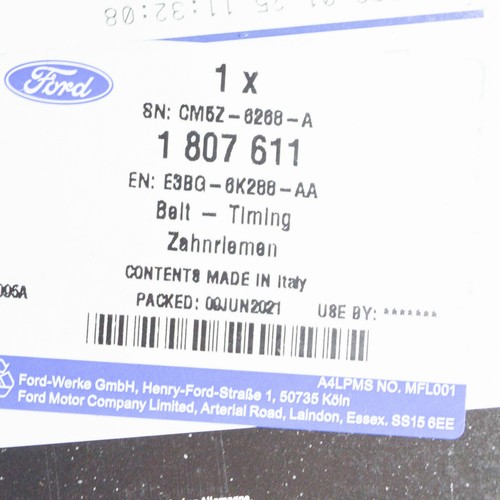 Ford
1 x
SN: CM5Z-6268-A
1 807 611
EN: E3BG-6K288-AA
Belt - Timing
Zahnriemen
CONTENTS MADE IN Italy
PACKED: 09JUN2021 USE BY: *******
A4LPMS NO. MFL001
Ford-Werke GmbH, Henry-Ford-Straße 1, 50735 Köln
Ford Motor Company Limited, Arterial Road, Laindon, Essex. SS15 6EE